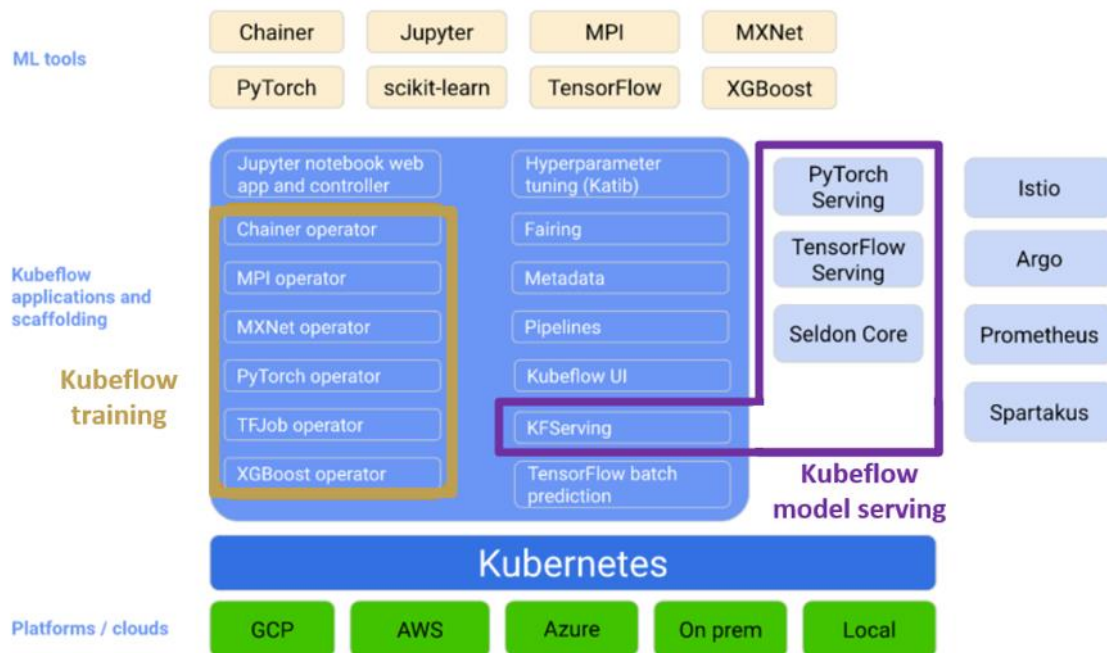 ML tools
Chainer
Jupyter
MPI
MXNet
PyTorch
scikit-learn
TensorFlow
XGBoost
Kubeflow
applications and
scaffolding
Jupyter notebook web
app and controller
Chainer operator
MPI operator
MXNet operator
PyTorch operator
TFJob operator
XGBoost operator
Kubeflow
training
Hyperparameter
tuning (Katib)
Fairing
Metadata
Pipelines
Kubeflow UI
KFServing
TensorFlow batch
prediction
PyTorch
Serving
TensorFlow
Serving
Seldon Core
Kubeflow
model serving
Istio
Argo
Prometheus
Spartakus
Kubernetes
Platforms / clouds
GCP
AWS
Azure
On prem
Local